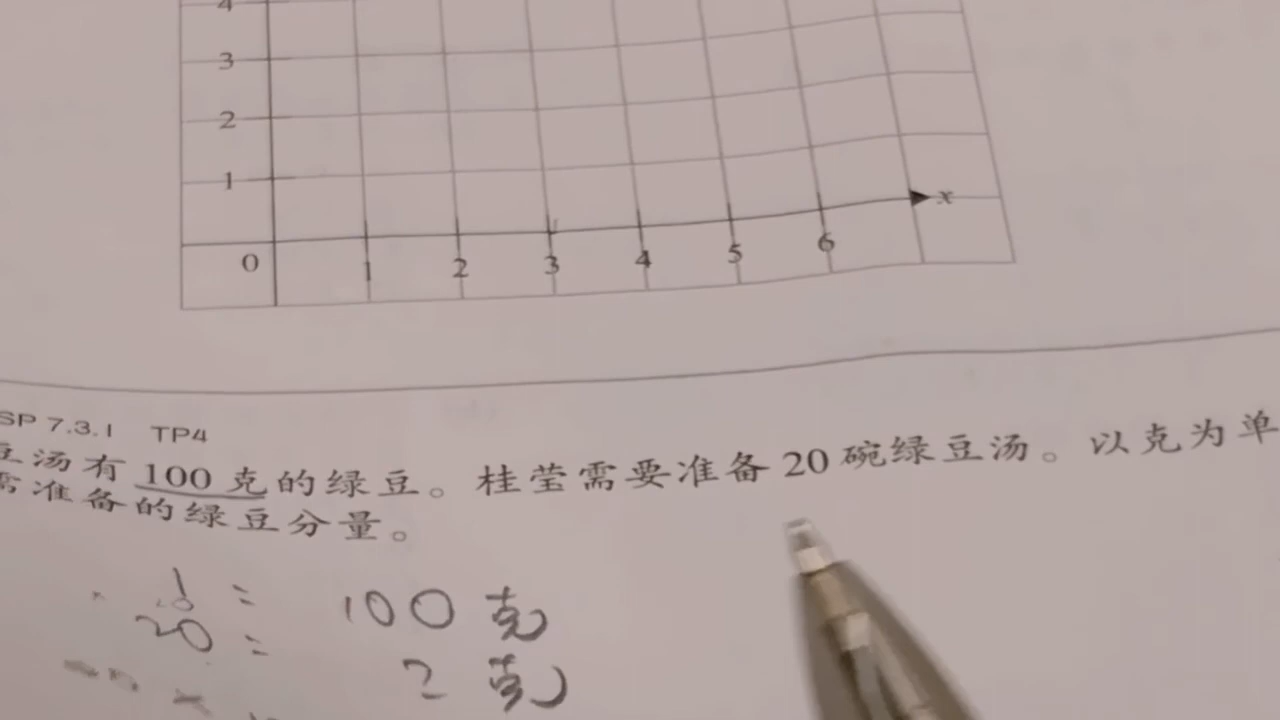 4
3
2
1
x
0 1 2 3 4 5 6
SP 7.3.1 TP4
豆汤有 100 克的绿豆。桂莹需要准备 20 碗绿豆汤。以克为单
需准备的绿豆分量。
1 = 100 克
20 = ? 克